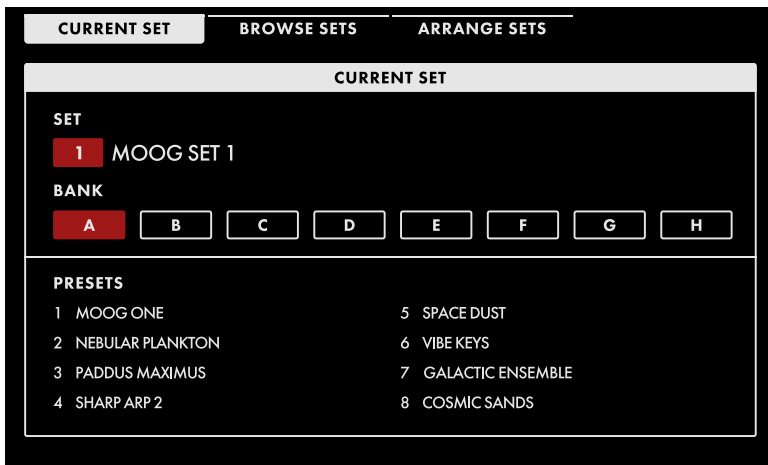 CURRENT SET BROWSE SETS ARRANGE SETS
CURRENT SET
SET
1 MOOG SET 1
BANK
A B C D E F G H
PRESETS
1 MOOG ONE
2 NEBULAR PLANKTON
3 PADDUS MAXIMUS
4 SHARP ARP 2
5 SPACE DUST
6 VIBE KEYS
7 GALACTIC ENSEMBLE
8 COSMIC SANDS